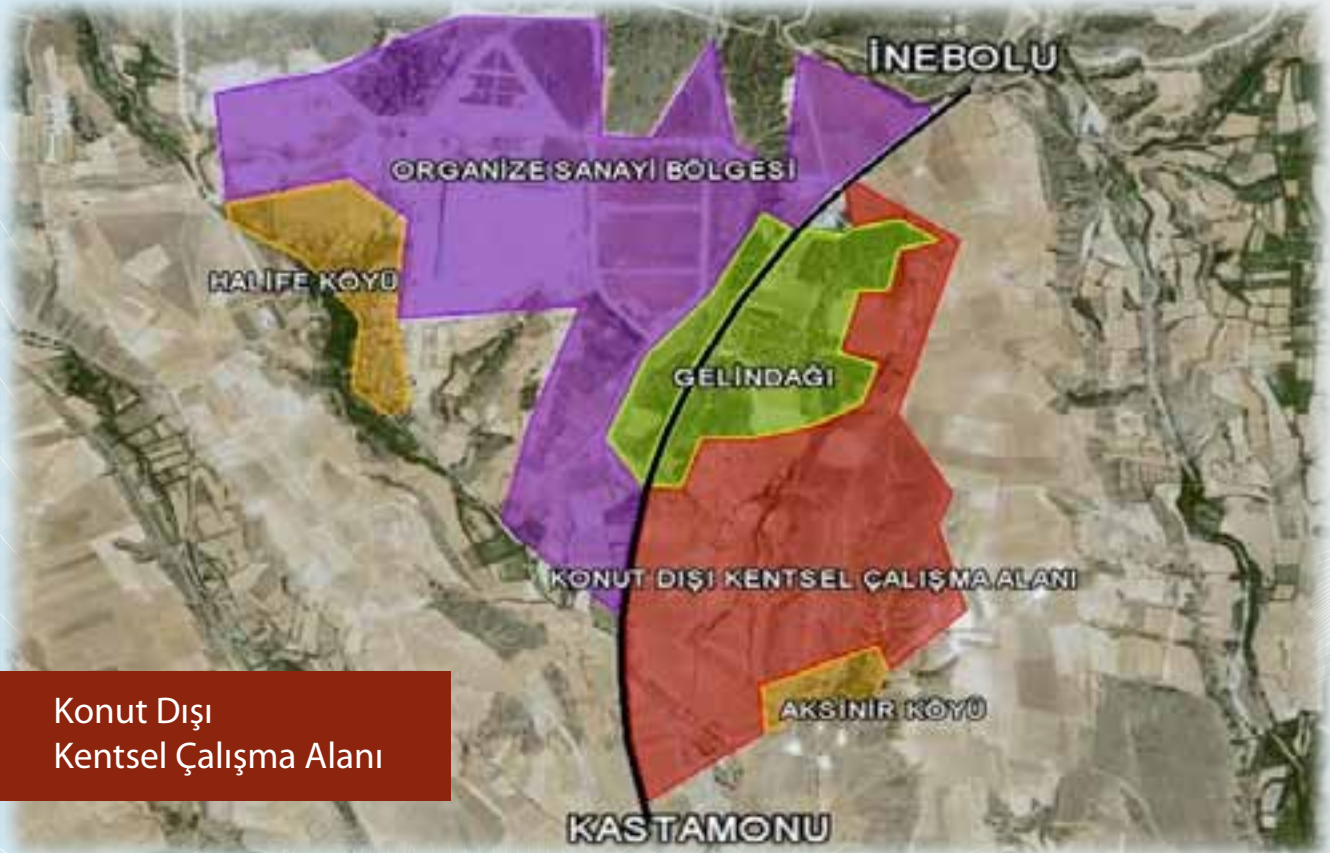 İNEBOLU
ORGANİZE SANAYİ BÖLGESİ
HALİFE KÖYÜ
GELİNDAĞI
KONUT DIŞI KENTSEL ÇALIŞMA ALANI
AKSİNİR KÖYÜ
KASTAMONU
Konut Dışı
Kentsel Çalışma Alanı